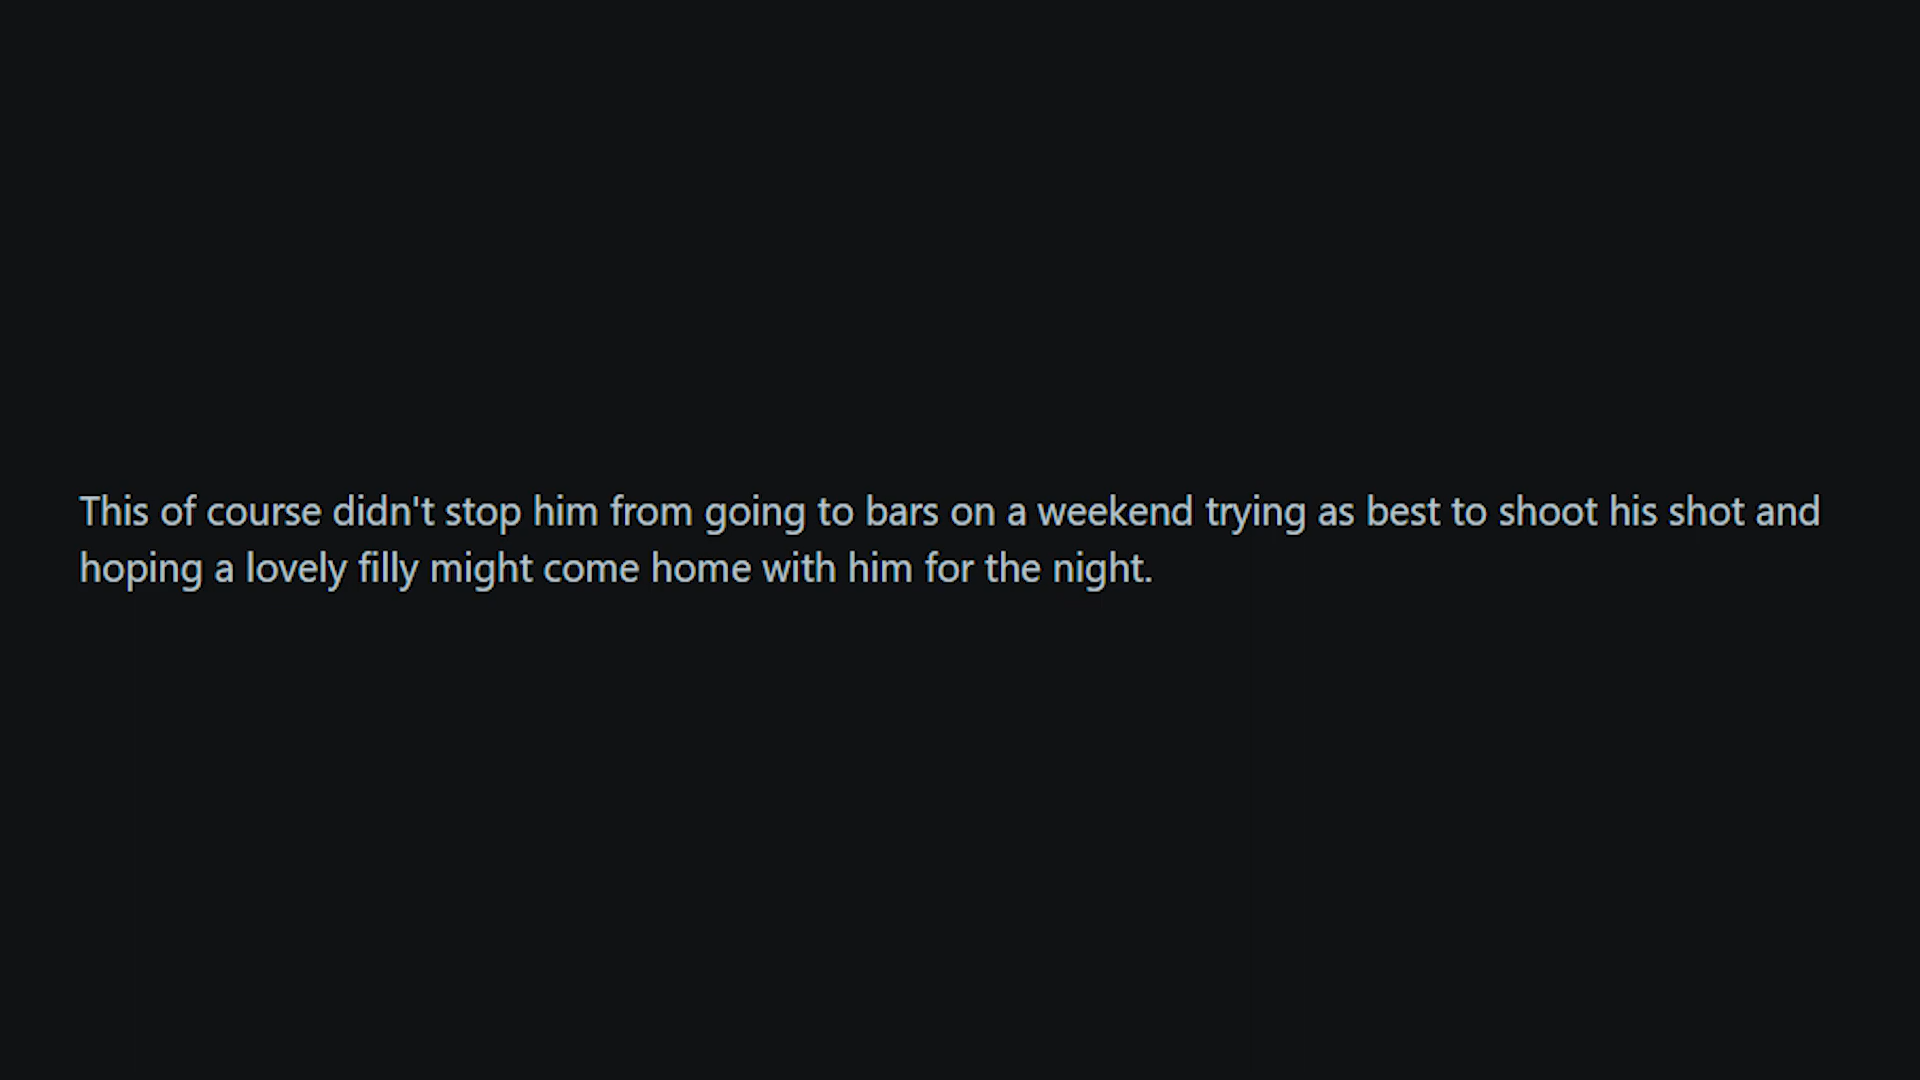 This of course didn't stop him from going to bars on a weekend trying as best to shoot his shot and
hoping a lovely filly might come home with him for the night.